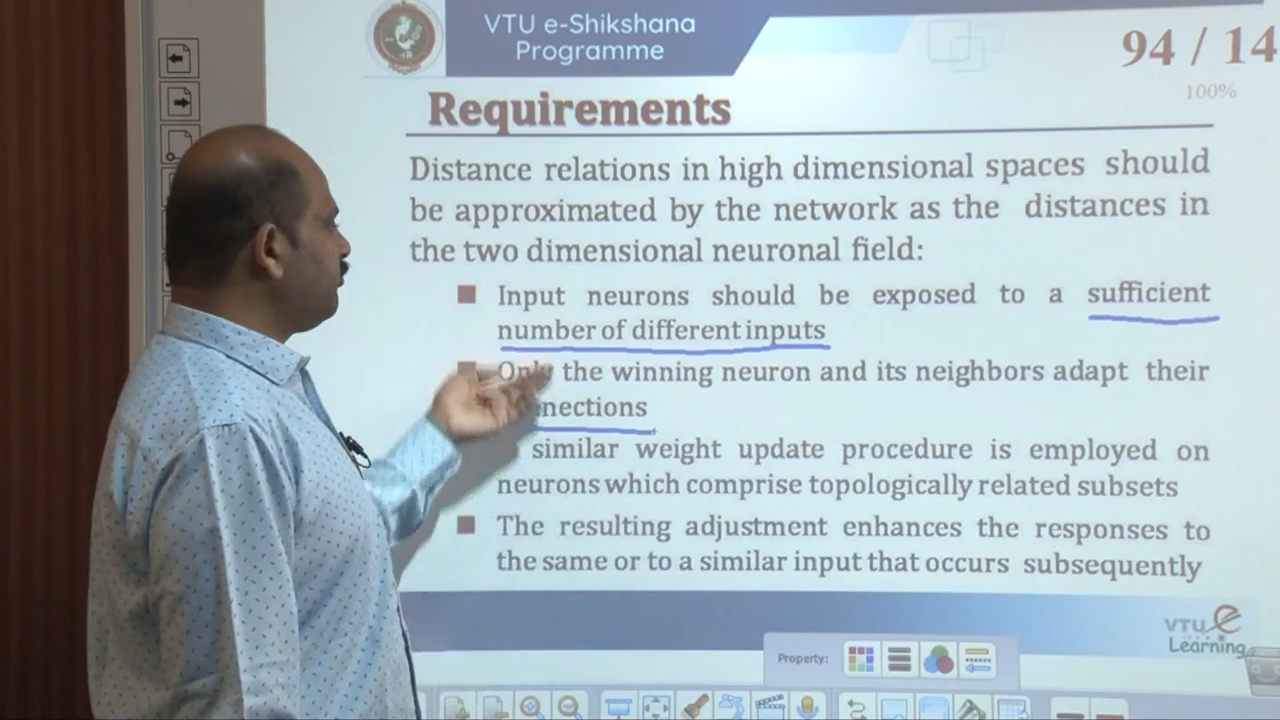 VTU e-Shikshana
Programme
94 / 14
100%
Requirements
Distance relations in high dimensional spaces should
be approximated by the network as the distances in
the two dimensional neuronal field:
Input neurons should be exposed to a sufficient
number of different inputs
Only the winning neuron and its neighbors adapt their
nnections
similar weight update procedure is employed on
neurons which comprise topologically related subsets
The resulting adjustment enhances the responses to
the same or to a similar input that occurs subsequently
VTU e
Learning
Property: